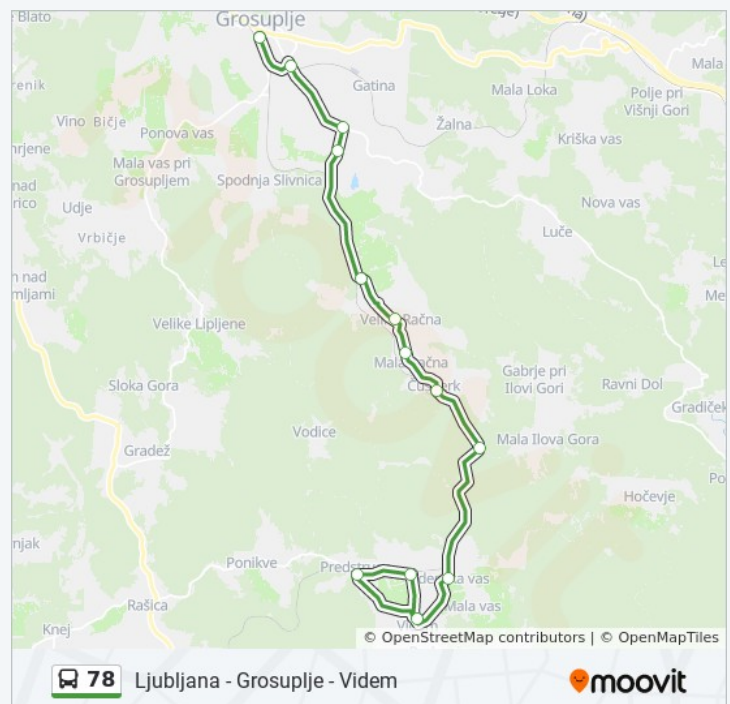 Blato
Grosuplje
Gatina
Mala Loka
Mala
Polje pri
Višnji Gori
Vino Bičje
Ponova vas
Žalna
Kriška vas
Mala vas pri
Grosupljem
Spodnja Slivnica
Nova vas
Udje
Vrbičje
Luče
Velike Lipljene
Mala
Sloka Gora
Gabrje pri
Ilovi Gori
Ravni Dol
Vodice
Mala Ilova Gora
Gradež
Hočevje
Ponikve
Mala vas
Rašica
Knej
© OpenStreetMap contributors | © OpenMapTiles
78 Ljubljana - Grosuplje - Videm
moovit